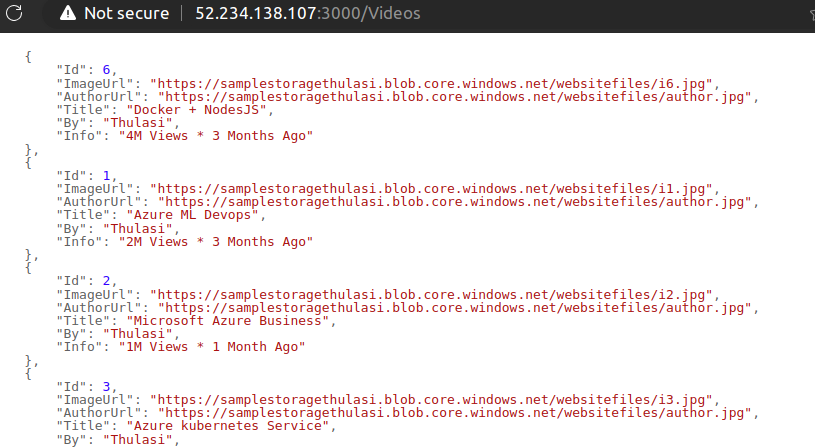 Not secure | 52.234.138.107:3000/Videos
{
"Id": 6,
"ImageUrl": "https://samplestoragethulasi.blob.core.windows.net/websitefiles/i6.jpg",
"AuthorUrl": "https://samplestoragethulasi.blob.core.windows.net/websitefiles/author.jpg",
"Title": "Docker + NodesJS",
"By": "Thulasi",
"Info": "4M Views * 3 Months Ago"
},
{
"Id": 1,
"ImageUrl": "https://samplestoragethulasi.blob.core.windows.net/websitefiles/i1.jpg",
"AuthorUrl": "https://samplestoragethulasi.blob.core.windows.net/websitefiles/author.jpg",
"Title": "Azure ML Devops",
"By": "Thulasi",
"Info": "2M Views * 3 Months Ago"
},
{
"Id": 2,
"ImageUrl": "https://samplestoragethulasi.blob.core.windows.net/websitefiles/i2.jpg",
"AuthorUrl": "https://samplestoragethulasi.blob.core.windows.net/websitefiles/author.jpg",
"Title": "Microsoft Azure Business",
"By": "Thulasi",
"Info": "1M Views * 1 Month Ago"
},
{
"Id": 3,
"ImageUrl": "https://samplestoragethulasi.blob.core.windows.net/websitefiles/i3.jpg",
"AuthorUrl": "https://samplestoragethulasi.blob.core.windows.net/websitefiles/author.jpg",
"Title": "Azure kubernetes Service",
"By": "Thulasi",